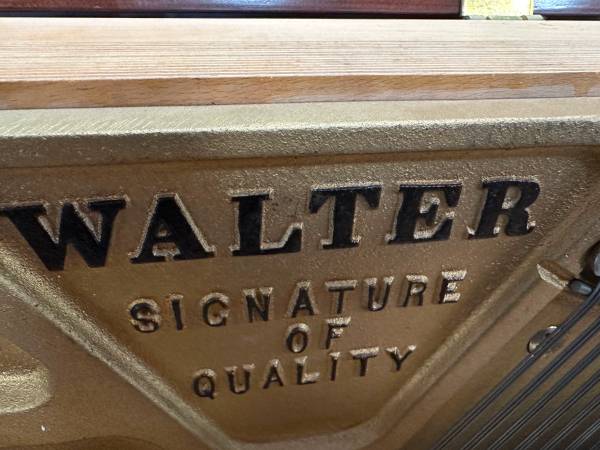 WALTER
SIGNATURE
OF
QUALITY